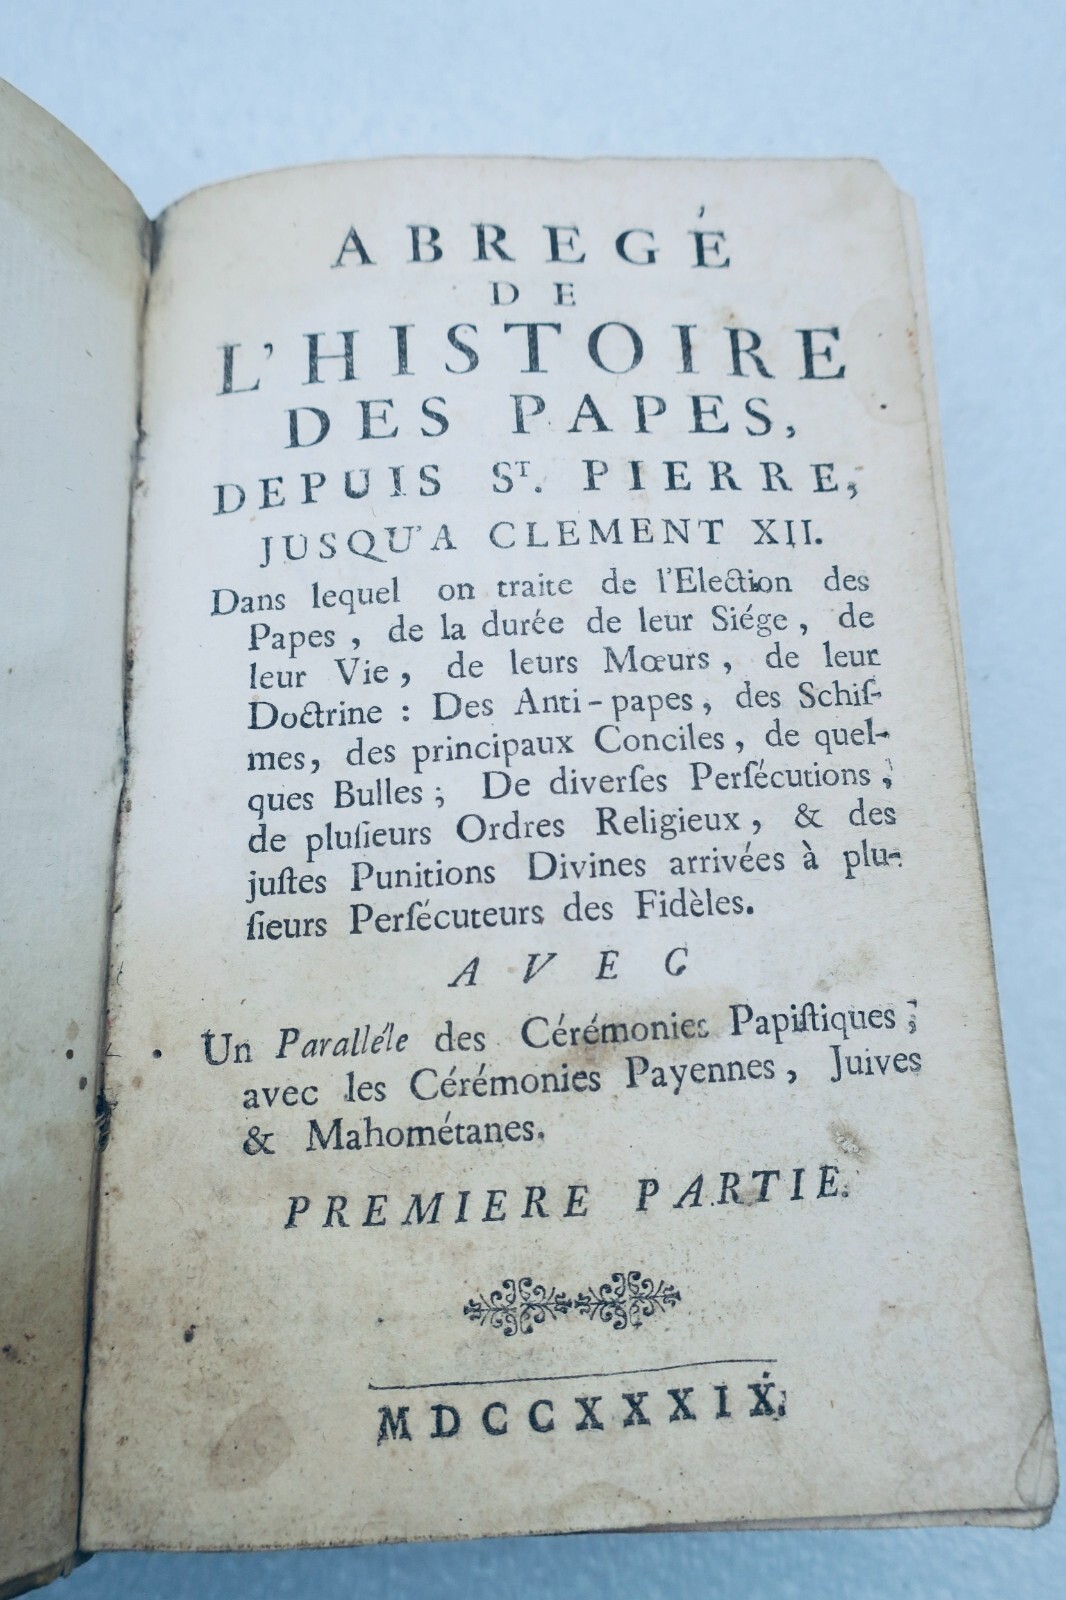 ABREGÉ
DE
L'HISTOIRE
DES PAPES,
DEPUIS Sᵀ. PIERRE,
JUSQU'A CLEMENT XII.
Dans lequel on traite de l'Election des
Papes, de la durée de leur Siége, de
leur Vie, de leurs Mœurs, de leur
Doctrine : Des Anti-papes, des Schiſ-
mes, des principaux Conciles, de quel-
ques Bulles ; De diverſes Perſécutions,
de pluſieurs Ordres Religieux, & des
juſtes Punitions Divines arrivées à plu-
ſieurs Perſécuteurs des Fidèles.
AVEC
Un Paralléle des Cérémonies Papiſtiques ;
avec les Cérémonies Payennes, Juives
& Mahométanes.
PREMIERE PARTIE.
MDCCXXXIX.